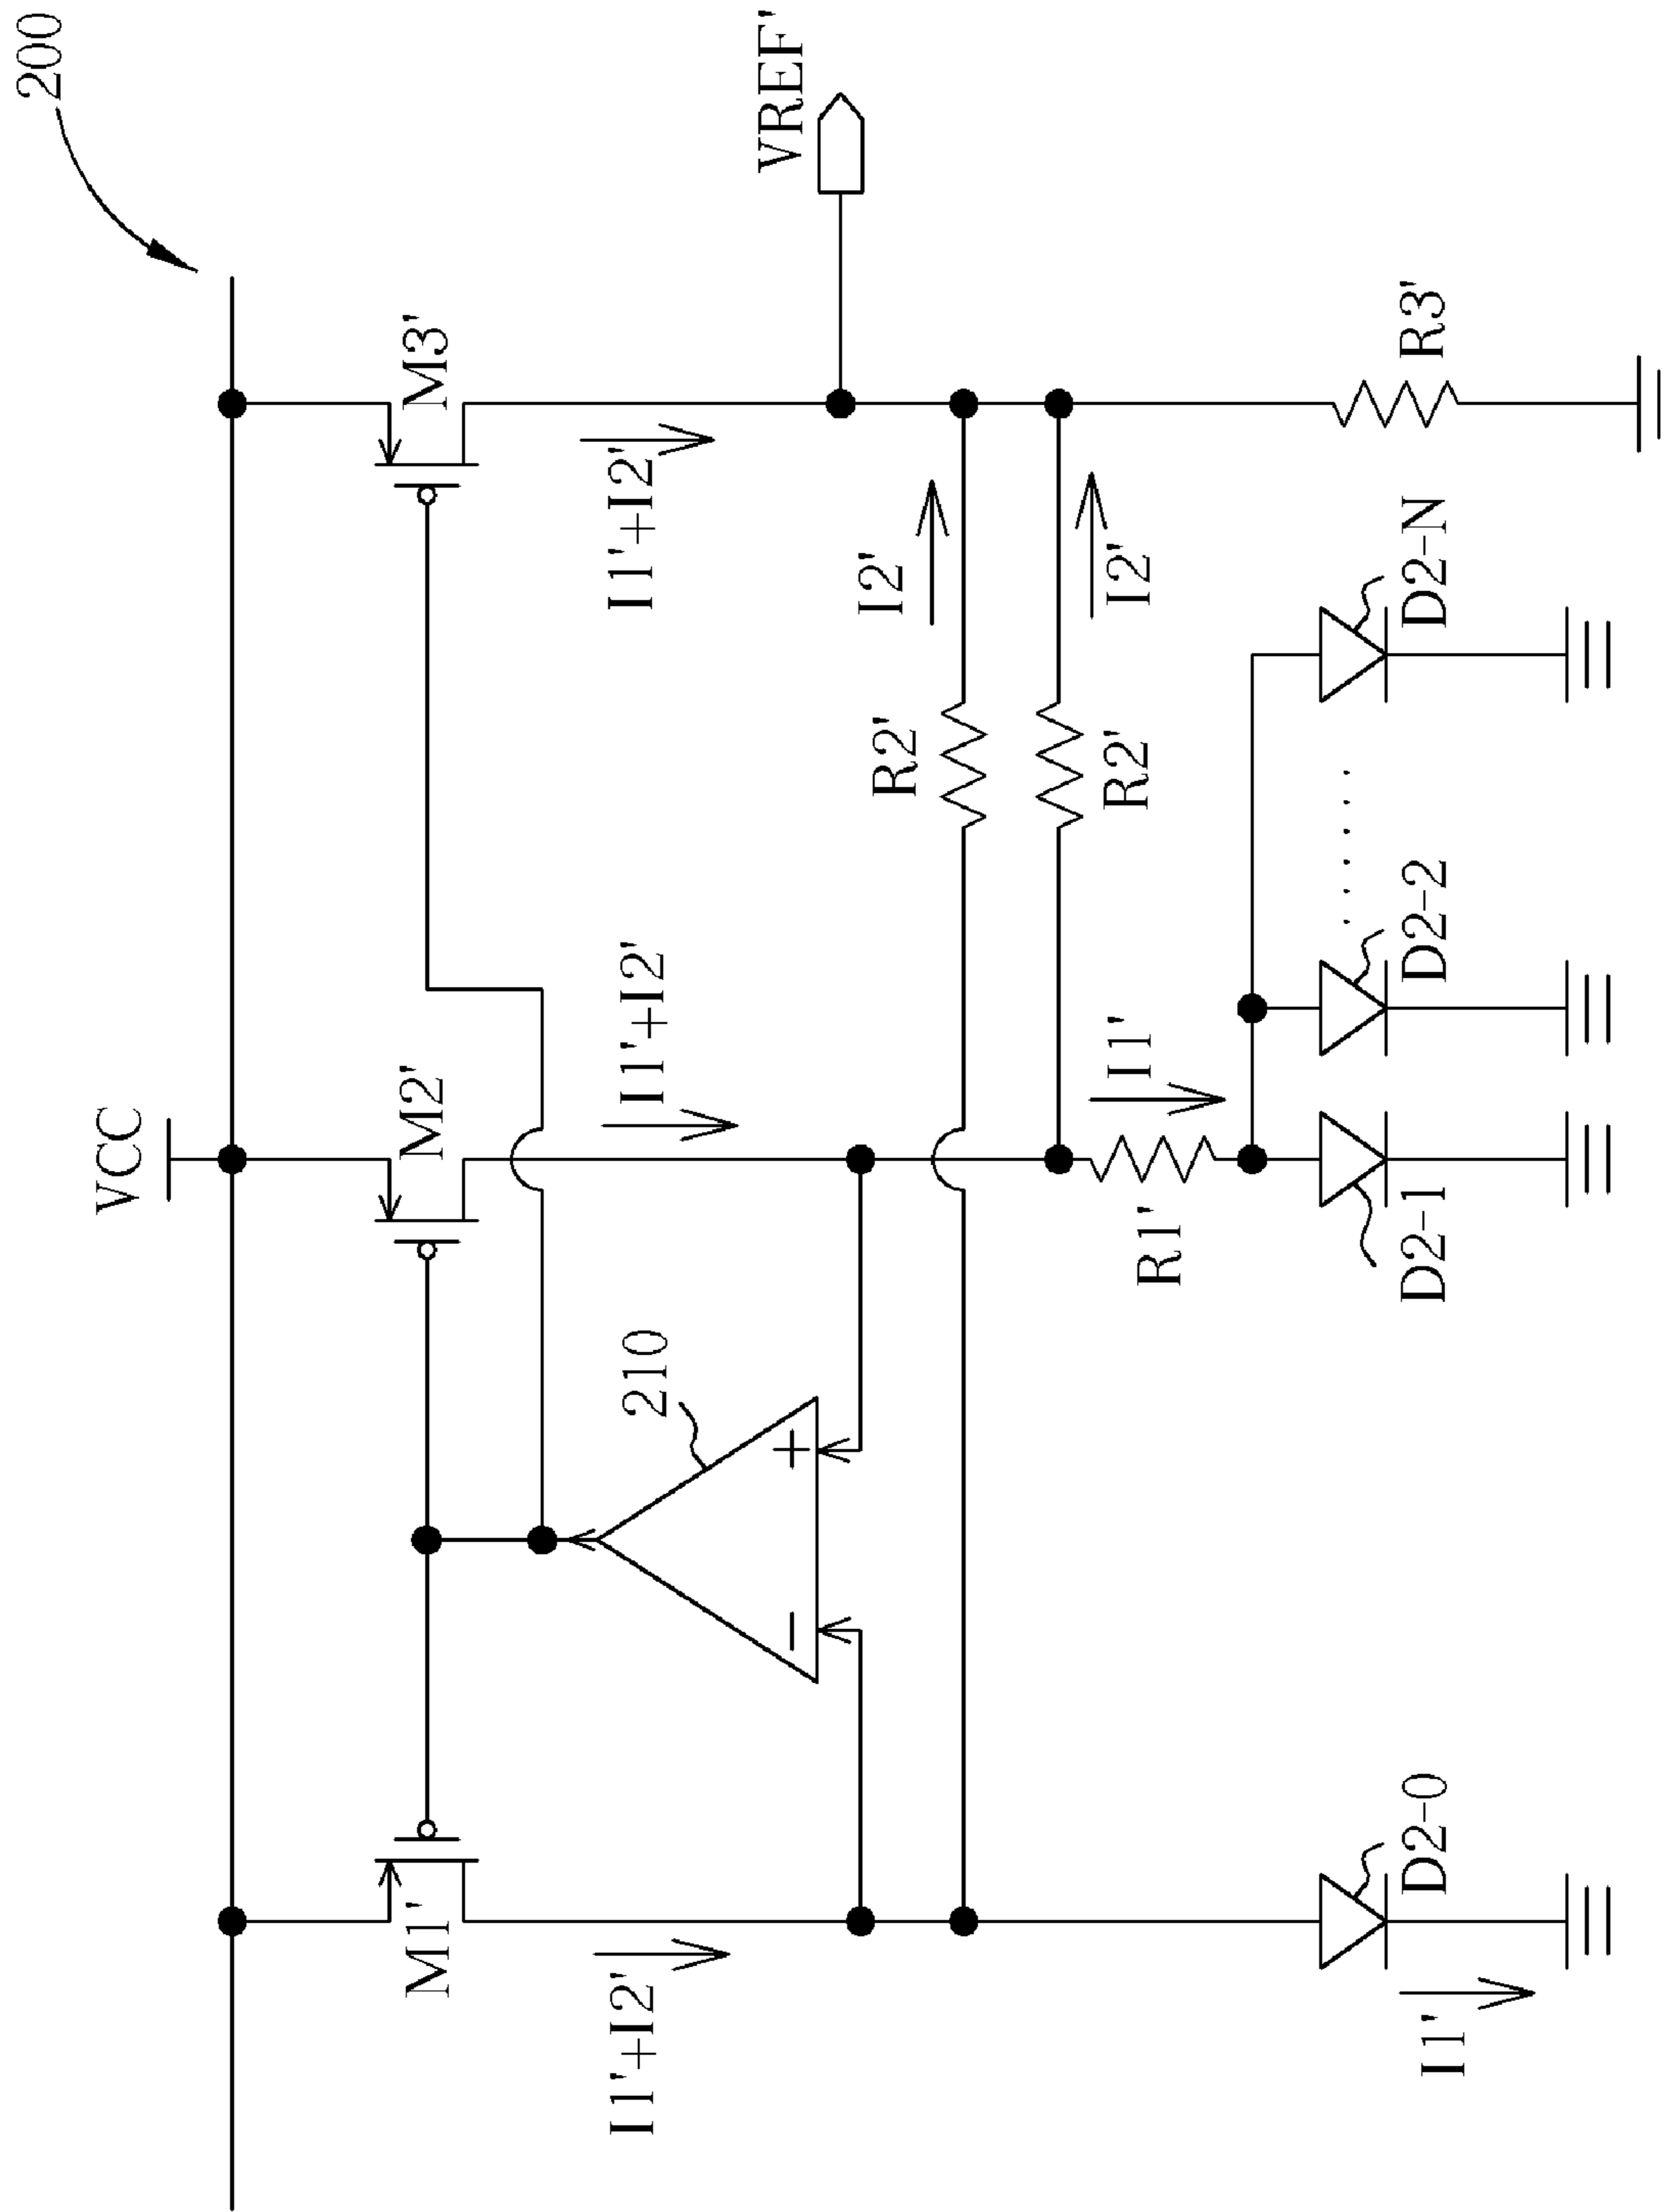 200
VCC
M1'
M2'
M3'
I1'+I2'
I1'+I2'
I1'+I2'
210
−
+
VREF'
R2'
I2'
R2'
I2'
R1'
I1'
R3'
D2-0
D2-1
D2-2
......
D2-N
I1'